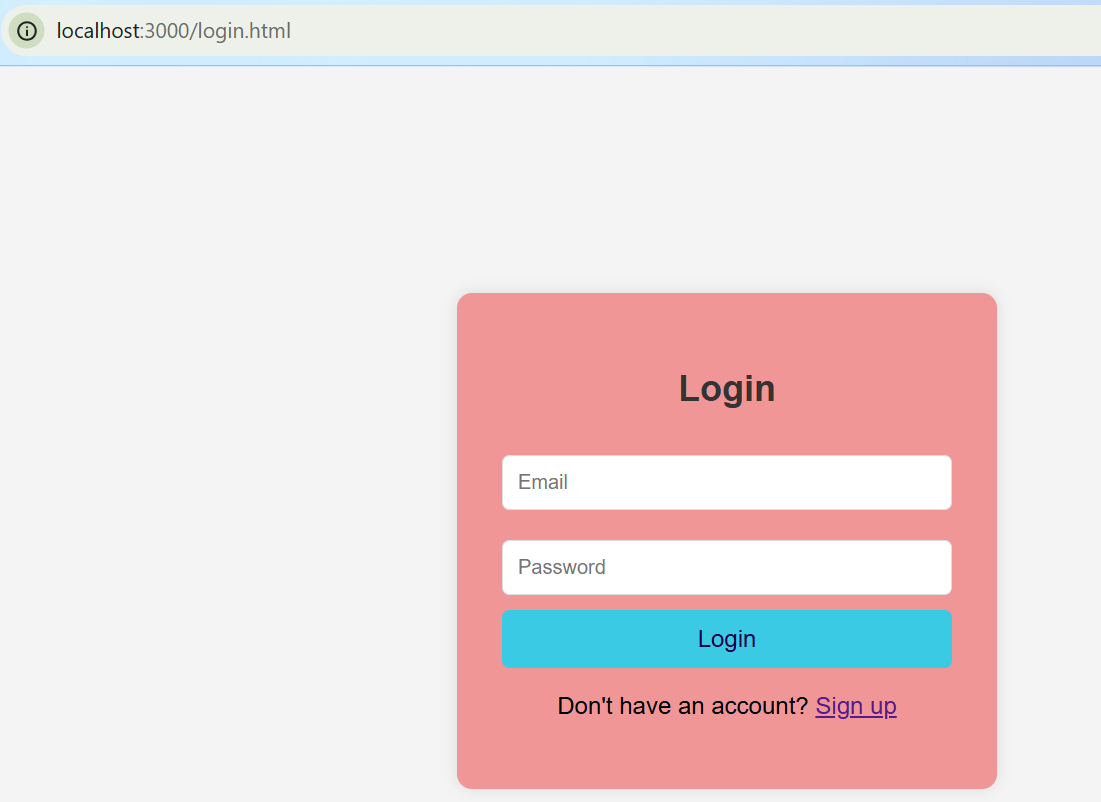 localhost:3000/login.html
Login
Email
Password
Login
Don't have an account? Sign up